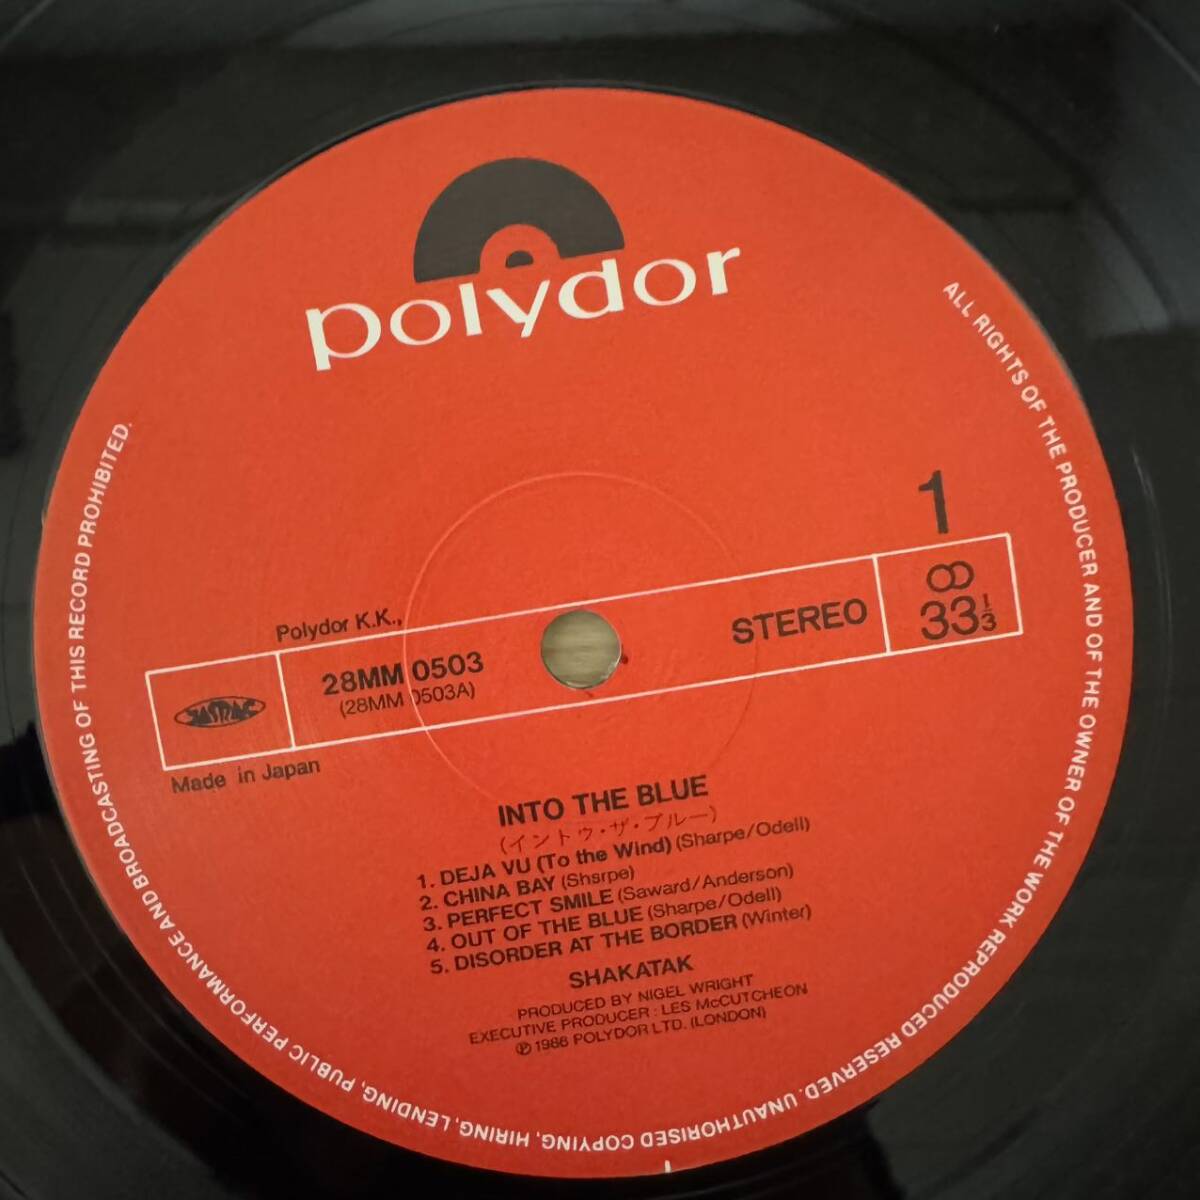 polydor
1
Polydor K.K.,
JASRAC
28MM 0503
(28MM 0503A)
STEREO
33 1/3
Made in Japan
INTO THE BLUE
(イントゥ・ザ・ブルー)
1. DEJA VU (To the Wind) (Sharpe/Odell)
2. CHINA BAY (Shsrpe)
3. PERFECT SMILE (Saward/Anderson)
4. OUT OF THE BLUE (Sharpe/Odell)
5. DISORDER AT THE BORDER (Winter)
SHAKATAK
PRODUCED BY NIGEL WRIGHT
EXECUTIVE PRODUCER : LES McCUTCHEON
℗ 1986 POLYDOR LTD. (LONDON)
ALL RIGHTS OF THE PRODUCER AND OF THE OWNER OF THE WORK REPRODUCED RESERVED. UNAUTHORISED COPYING, HIRING, LENDING, PUBLIC PERFORMANCE AND BROADCASTING OF THIS RECORD PROHIBITED.